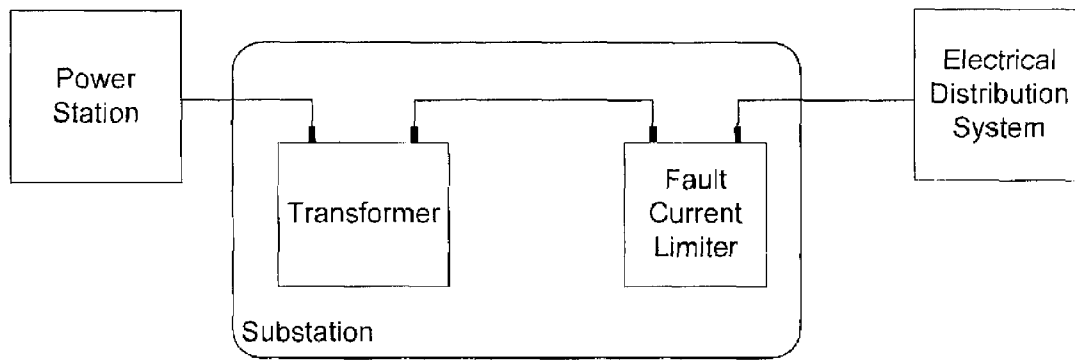 Power
Station
Transformer
Fault
Current
Limiter
Electrical
Distribution
System
Substation